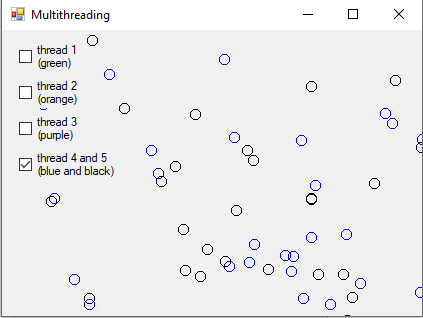 Multithreading
thread 1
(green)
thread 2
(orange)
thread 3
(purple)
thread 4 and 5
(blue and black)